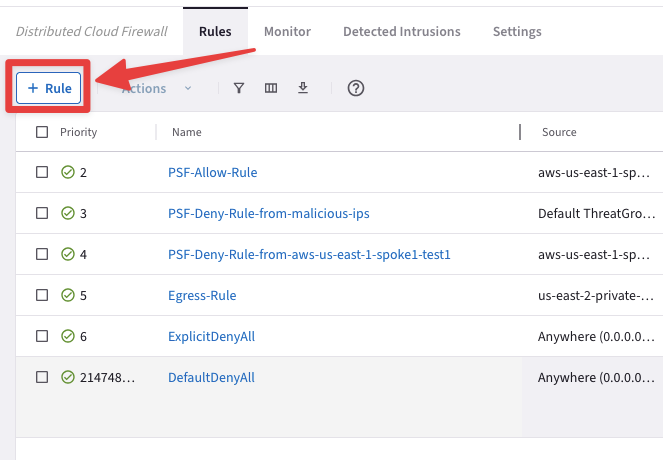 Distributed Cloud Firewall Rules Monitor Detected Intrusions Settings
+ Rule Actions
Priority Name Source
2 PSF-Allow-Rule aws-us-east-1-sp...
3 PSF-Deny-Rule-from-malicious-ips Default ThreatGro...
4 PSF-Deny-Rule-from-aws-us-east-1-spoke1-test1 aws-us-east-1-sp...
5 Egress-Rule us-east-2-private-...
6 ExplicitDenyAll Anywhere (0.0.0.0...
214748... DefaultDenyAll Anywhere (0.0.0.0...